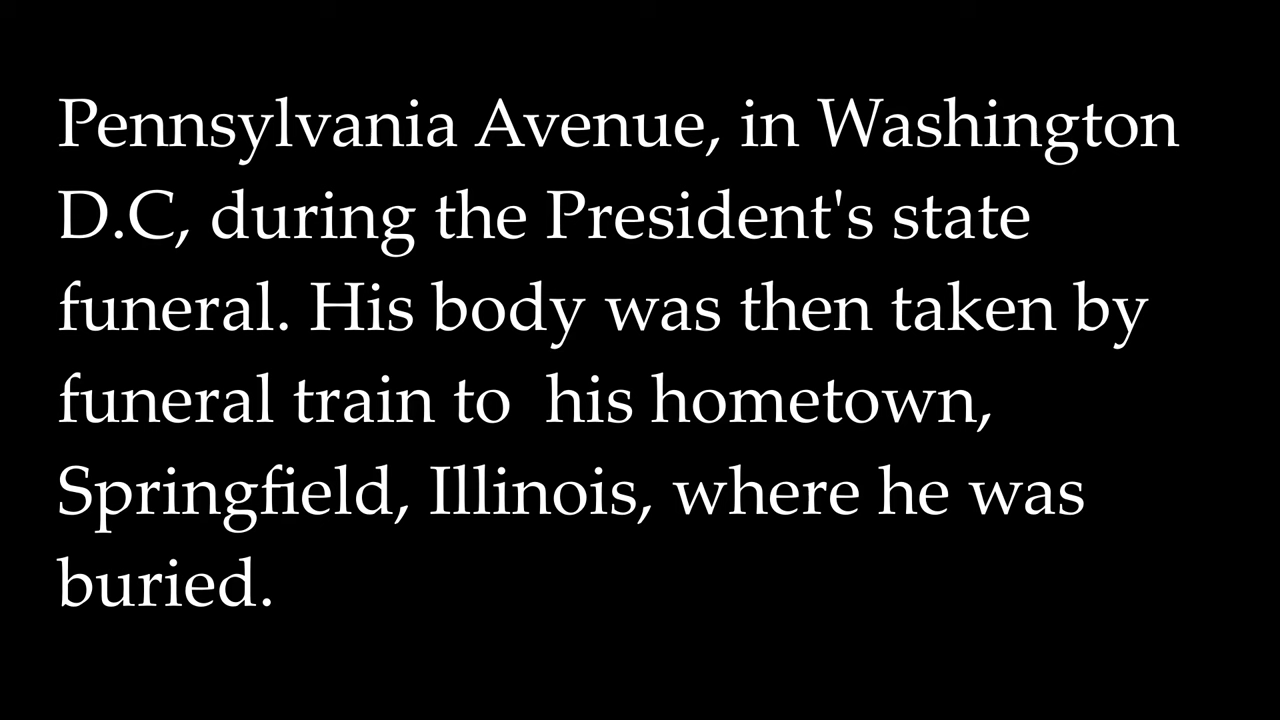 Pennsylvania Avenue, in Washington
D.C, during the President's state
funeral. His body was then taken by
funeral train to  his hometown,
Springfield, Illinois, where he was
buried.